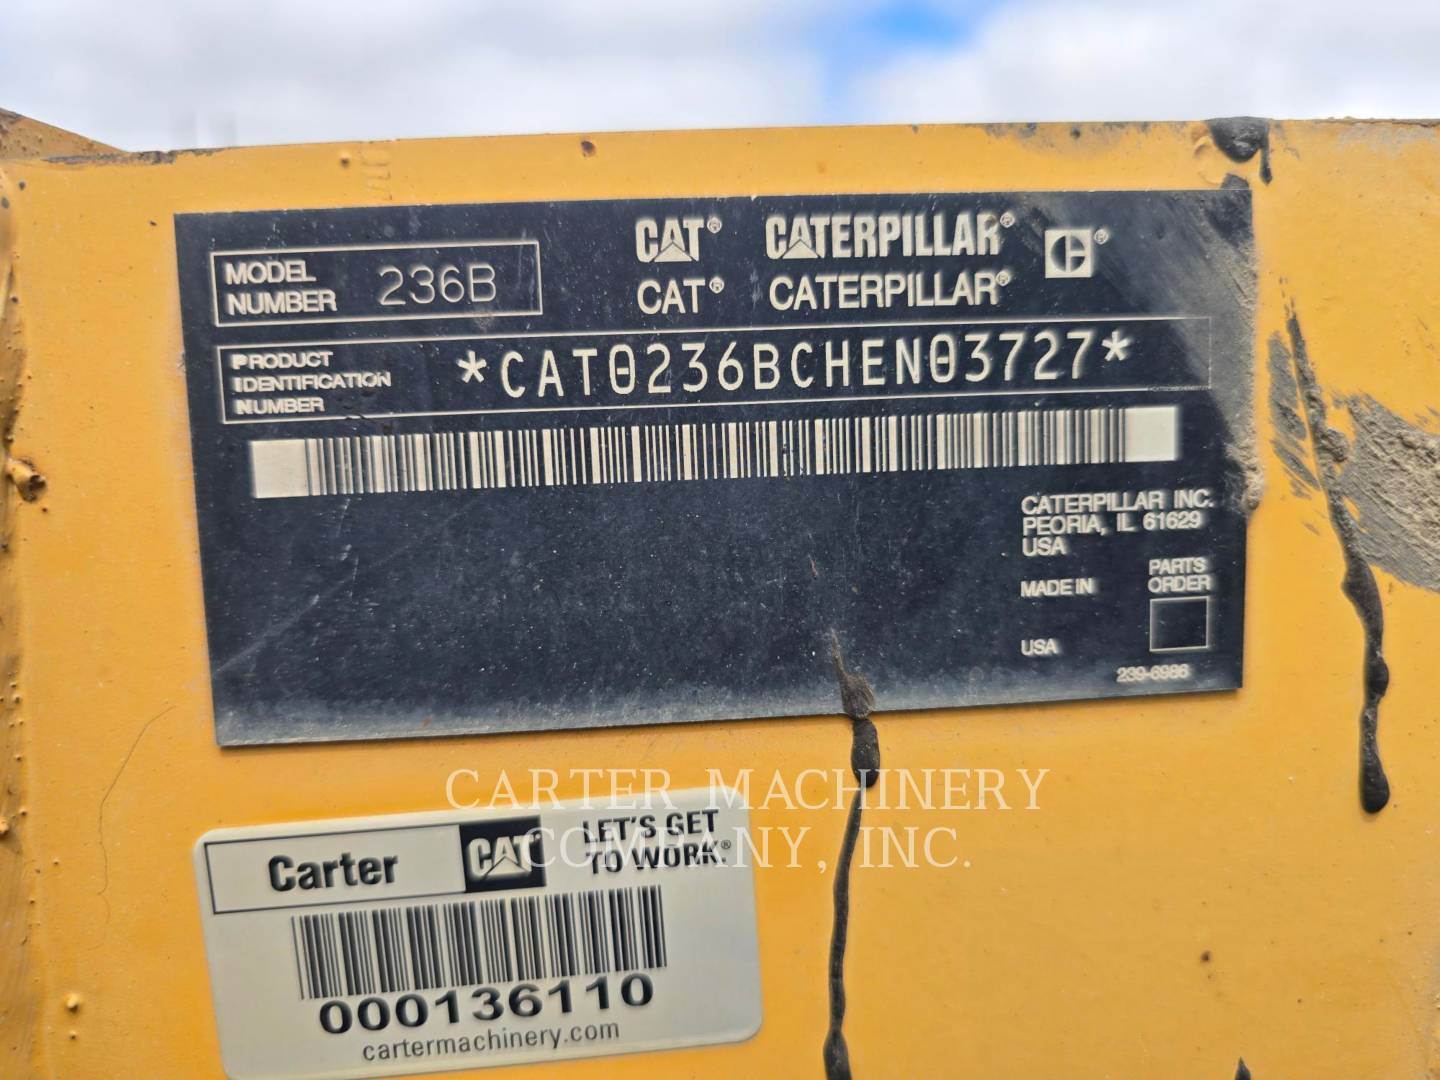 CAT® CATERPILLAR® ®
MODEL NUMBER 236B
CAT® CATERPILLAR®
PRODUCT IDENTIFICATION NUMBER
*CAT0236BCHEN03727*
CATERPILLAR INC.
PEORIA, IL 61629
USA
MADE IN
PARTS ORDER
USA
239-6986
CARTER MACHINERY
COMPANY, INC.
Carter CAT®
LET'S GET
TO WORK.®
000136110
cartermachinery.com